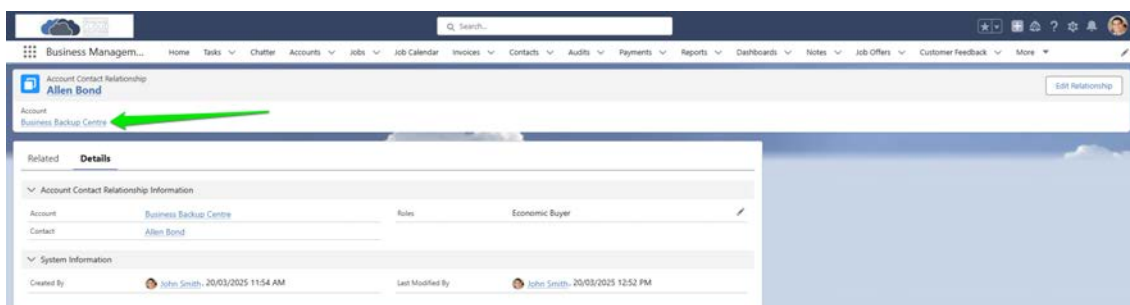 Search...
Business Managem... Home Tasks Chatter Accounts Jobs Job Calendar Invoices Contacts Audits Payments Reports Dashboards Notes Job Offers Customer Feedback More
Account Contact Relationship
Allen Bond
Edit Relationship
Account
Business Backup Centre
Related Details
Account Contact Relationship Information
Account Business Backup Centre Roles Economic Buyer
Contact Allen Bond
System Information
Created By John Smith, 20/03/2025 11:54 AM Last Modified By John Smith, 20/03/2025 12:52 PM